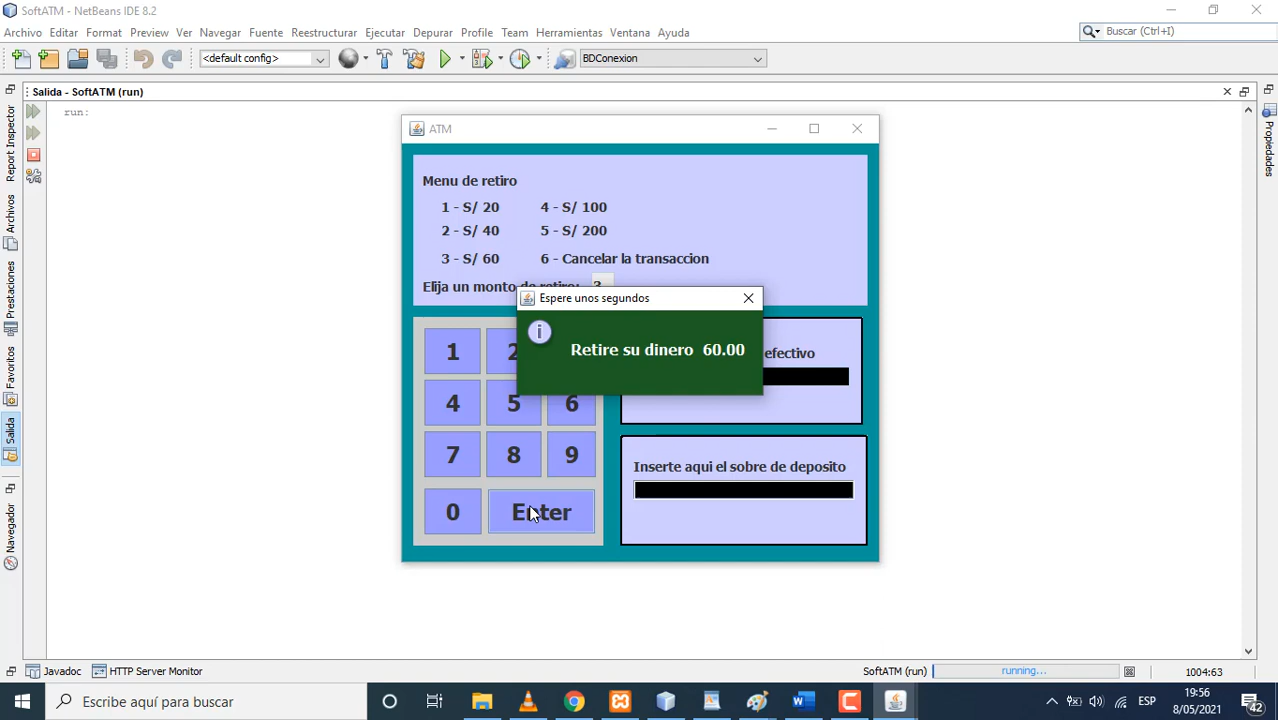 SoftATM - NetBeans IDE 8.2
Archivo Editar Format Preview Ver Navegar Fuente Reestructurar Ejecutar Depurar Profile Team Herramientas Ventana Ayuda
Buscar (Ctrl+I)
<default config>
BDConexion
Salida - SoftATM (run)
run:
Report Inspector
Archivos
Prestaciones
Favoritos
Salida
Navegador
Propiedades
ATM
Menu de retiro
1 - S/ 20 4 - S/ 100
2 - S/ 40 5 - S/ 200
3 - S/ 60 6 - Cancelar la transaccion
Elija un monto de retiro: 3
Espere unos segundos
Retire su dinero 60.00
efectivo
1 2
4 5 6
7 8 9
0 Enter
Inserte aqui el sobre de deposito
Javadoc HTTP Server Monitor
SoftATM (run) running... 1004:63
Escribe aquí para buscar
ESP
19:56
8/05/2021
42